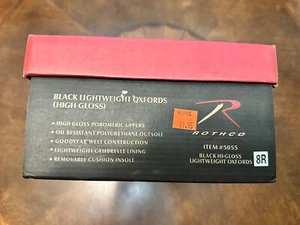 BLACK LIGHTWEIGHT OXFORDS
(HIGH GLOSS)
• HIGH GLOSS POROMERIC UPPERS
• OIL RESISTANT POLYURETHANE OUTSOLE
• GOODYEAR WELT CONSTRUCTION
• LIGHTWEIGHT CAMBRELLE LINING
• REMOVABLE CUSHION INSOLE
R
ROTHCO
ITEM #5055
BLACK HI-GLOSS
LIGHTWEIGHT OXFORDS
8R